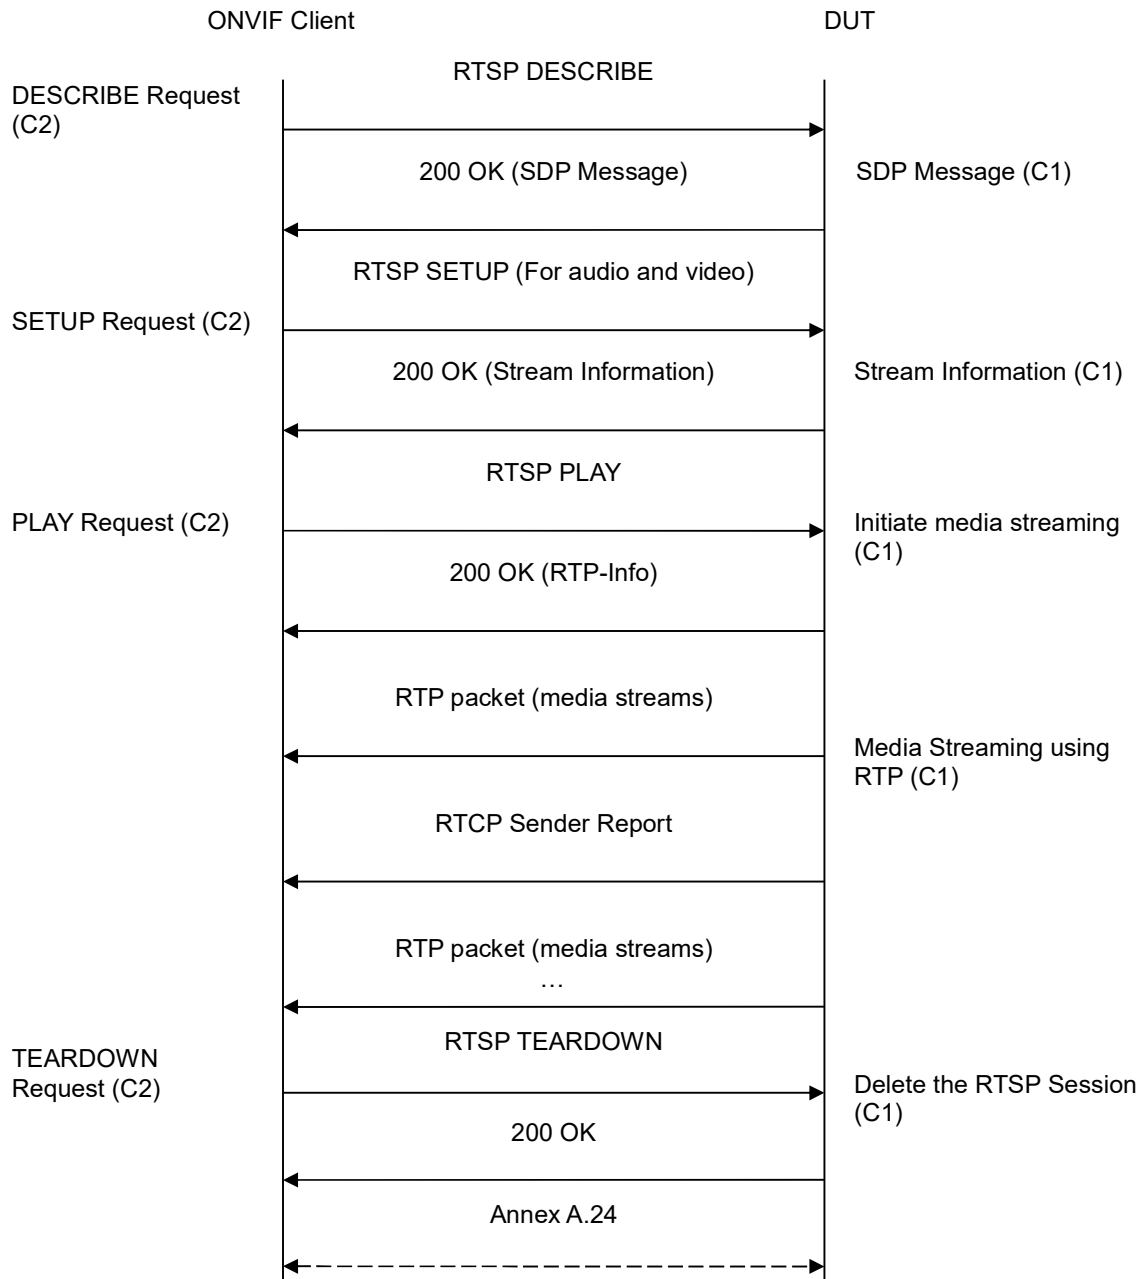 ONVIF Client
DUT
RTSP DESCRIBE
DESCRIBE Request
(C2)
200 OK (SDP Message)
SDP Message (C1)
RTSP SETUP (For audio and video)
SETUP Request (C2)
200 OK (Stream Information)
Stream Information (C1)
RTSP PLAY
PLAY Request (C2)
Initiate media streaming
(C1)
200 OK (RTP-Info)
RTP packet (media streams)
Media Streaming using
RTP (C1)
RTCP Sender Report
RTP packet (media streams)
…
RTSP TEARDOWN
TEARDOWN
Request (C2)
Delete the RTSP Session
(C1)
200 OK
Annex A.24